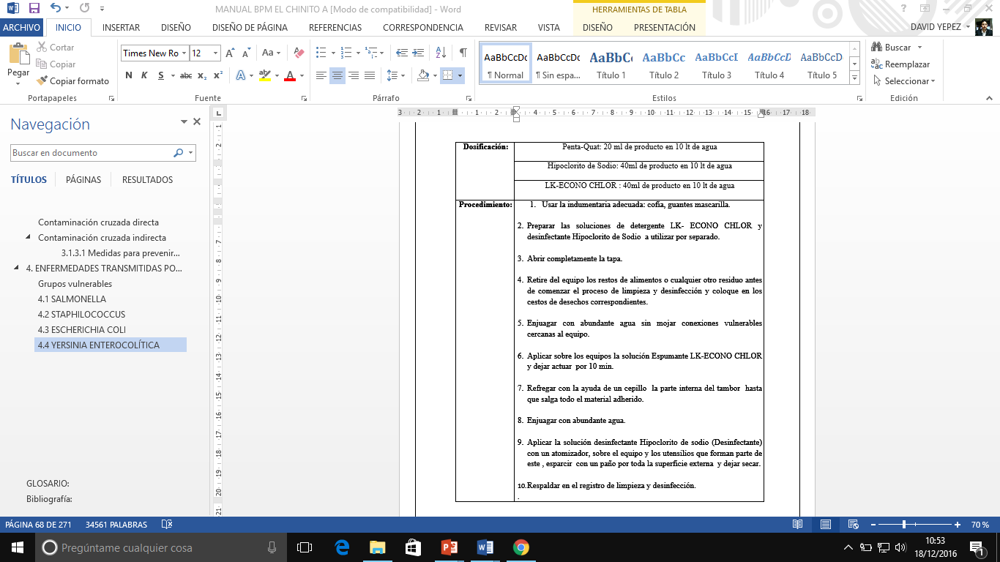 MANUAL BPM EL CHINITO A [Modo de compatibilidad] - Word
HERRAMIENTAS DE TABLA
ARCHIVO INICIO INSERTAR DISEÑO DISEÑO DE PÁGINA REFERENCIAS CORRESPONDENCIA REVISAR VISTA DISEÑO PRESENTACIÓN DAVID YEPEZ
Pegar
Cortar
Copiar
Copiar formato
Portapapeles
Times New Ro 12
Fuente
Párrafo
AaBbCcDc AaBbCcDc AaBbCc AaBbCc AaBbCcI AaBbCcD AaBbCcD
¶ Normal ¶ Sin espa... Título 1 Título 2 Título 3 Título 4 Título 5
Estilos
Buscar
Reemplazar
Seleccionar
Edición
Navegación
Buscar en documento
TÍTULOS PÁGINAS RESULTADOS
Contaminación cruzada directa
Contaminación cruzada indirecta
3.1.3.1 Medidas para prevenir...
4. ENFERMEDADES TRANSMITIDAS PO...
Grupos vulnerables
4.1 SALMONELLA
4.2 STAPHILOCOCCUS
4.3 ESCHERICHIA COLI
4.4 YERSINIA ENTEROCOLÍTICA
GLOSARIO:
Bibliografía:
Dosificación:
Penta-Quat: 20 ml de producto en 10 lt de agua
Hipoclorito de Sodio: 40ml de producto en 10 lt de agua
LK-ECONO CHLOR : 40ml de producto en 10 lt de agua
Procedimiento:
1. Usar la indumentaria adecuada: cofia, guantes mascarilla.
2. Preparar las soluciones de detergente LK- ECONO CHLOR y
desinfectante Hipoclorito de Sodio a utilizar por separado.
3. Abrir completamente la tapa.
4. Retire del equipo los restos de alimentos o cualquier otro residuo antes
de comenzar el proceso de limpieza y desinfección y coloque en los
cestos de desechos correspondientes.
5. Enjuagar con abundante agua sin mojar conexiones vulnerables
cercanas al equipo.
6. Aplicar sobre los equipos la solución Espumante LK-ECONO CHLOR
y dejar actuar por 10 min.
7. Refregar con la ayuda de un cepillo la parte interna del tambor hasta
que salga todo el material adherido.
8. Enjuagar con abundante agua.
9. Aplicar la solución desinfectante Hipoclorito de sodio (Desinfectante)
con un atomizador, sobre el equipo y los utensilios que forman parte de
este , esparcir con un paño por toda la superficie externa y dejar secar.
10.Respaldar en el registro de limpieza y desinfección.
.
PÁGINA 68 DE 271 34561 PALABRAS 70 %
Pregúntame cualquier cosa
10:53
18/12/2016